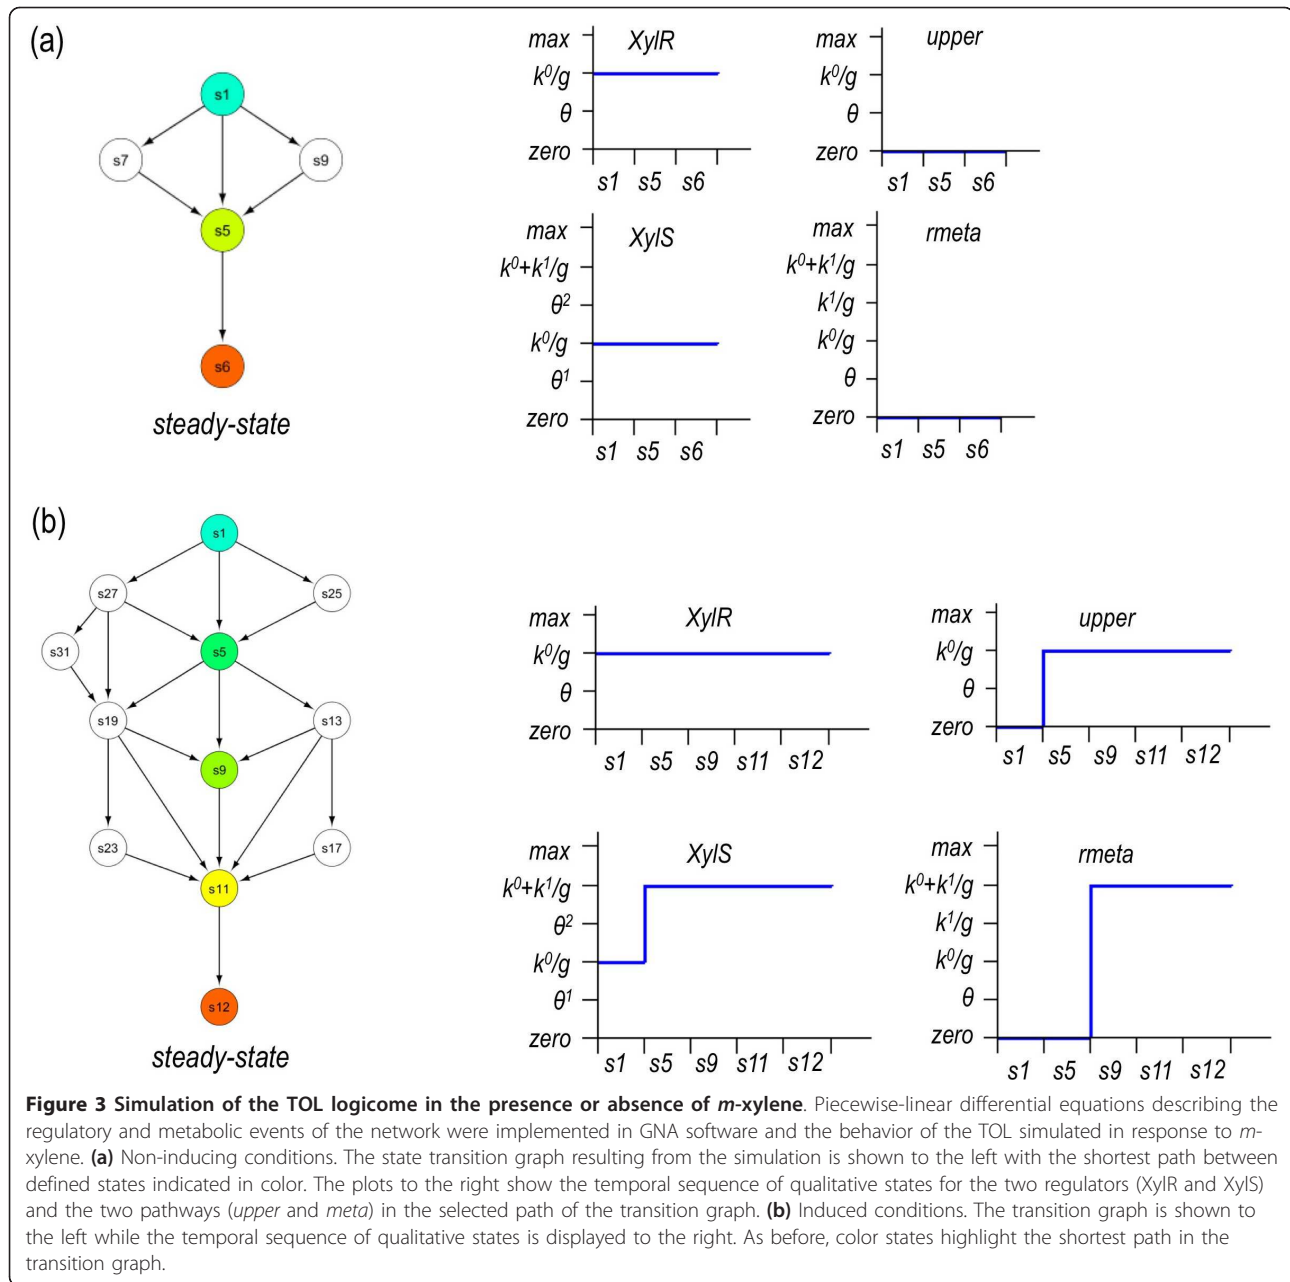 (a)
s1
s7
s9
s5
s6
steady-state
XylR
max
k⁰/g
θ
zero
s1 s5 s6
upper
max
k⁰/g
θ
zero
s1 s5 s6
XylS
max
k⁰+k¹/g
θ²
k⁰/g
θ¹
zero
s1 s5 s6
rmeta
max
k⁰+k¹/g
k¹/g
k⁰/g
θ
zero
s1 s5 s6
(b)
s1
s27
s25
s31
s5
s19
s13
s9
s23
s17
s11
s12
steady-state
XylR
max
k⁰/g
θ
zero
s1 s5 s9 s11 s12
upper
max
k⁰/g
θ
zero
s1 s5 s9 s11 s12
XylS
max
k⁰+k¹/g
θ²
k⁰/g
θ¹
zero
s1 s5 s9 s11 s12
rmeta
max
k⁰+k¹/g
k¹/g
k⁰/g
θ
zero
s1 s5 s9 s11 s12
Figure 3 Simulation of the TOL logicome in the presence or absence of m-xylene. Piecewise-linear differential equations describing the
regulatory and metabolic events of the network were implemented in GNA software and the behavior of the TOL simulated in response to m-
xylene. (a) Non-inducing conditions. The state transition graph resulting from the simulation is shown to the left with the shortest path between
defined states indicated in color. The plots to the right show the temporal sequence of qualitative states for the two regulators (XylR and XylS)
and the two pathways (upper and meta) in the selected path of the transition graph. (b) Induced conditions. The transition graph is shown to
the left while the temporal sequence of qualitative states is displayed to the right. As before, color states highlight the shortest path in the
transition graph.